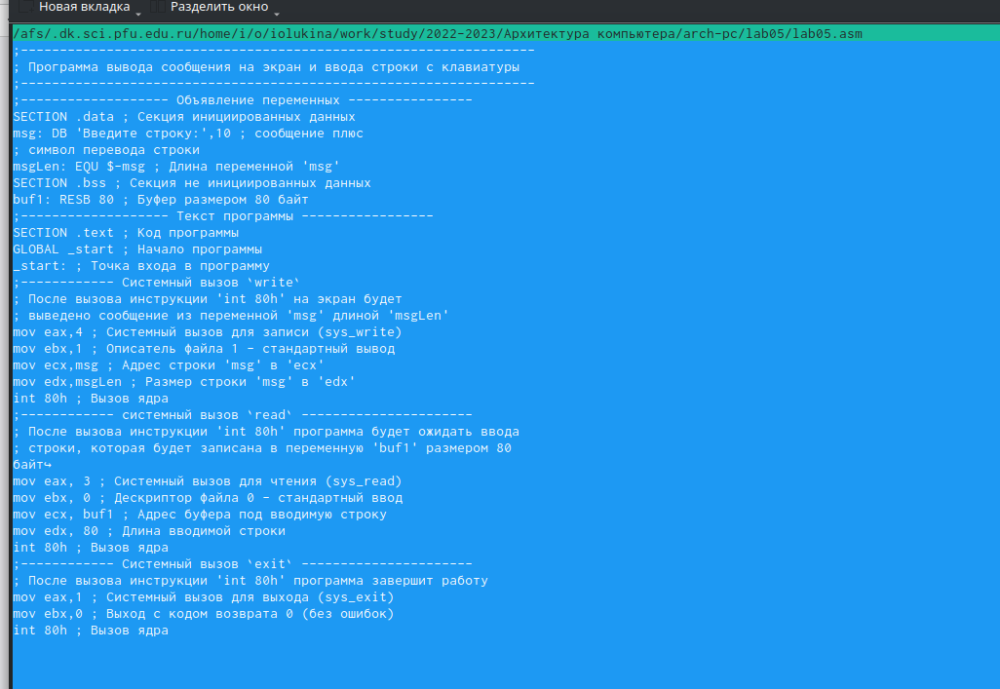 Новая вкладка Разделить окно
/afs/.dk.sci.pfu.edu.ru/home/i/o/iolukina/work/study/2022-2023/Архитектура компьютера/arch-pc/lab05/lab05.asm
;------------------------------------------------------------------
; Программа вывода сообщения на экран и ввода строки с клавиатуры
;------------------------------------------------------------------
;------------------- Объявление переменных ----------------
SECTION .data ; Секция инициированных данных
msg: DB 'Введите строку:',10 ; сообщение плюс
; символ перевода строки
msgLen: EQU $-msg ; Длина переменной 'msg'
SECTION .bss ; Секция не инициированных данных
buf1: RESB 80 ; Буфер размером 80 байт
;------------------- Текст программы -----------------
SECTION .text ; Код программы
GLOBAL _start ; Начало программы
_start: ; Точка входа в программу
;------------ Системный вызов `write`
; После вызова инструкции 'int 80h' на экран будет
; выведено сообщение из переменной 'msg' длиной 'msgLen'
mov eax,4 ; Системный вызов для записи (sys_write)
mov ebx,1 ; Описатель файла 1 - стандартный вывод
mov ecx,msg ; Адрес строки 'msg' в 'ecx'
mov edx,msgLen ; Размер строки 'msg' в 'edx'
int 80h ; Вызов ядра
;------------ системный вызов `read` ----------------------
; После вызова инструкции 'int 80h' программа будет ожидать ввода
; строки, которая будет записана в переменную 'buf1' размером 80
байт↪
mov eax, 3 ; Системный вызов для чтения (sys_read)
mov ebx, 0 ; Дескриптор файла 0 - стандартный ввод
mov ecx, buf1 ; Адрес буфера под вводимую строку
mov edx, 80 ; Длина вводимой строки
int 80h ; Вызов ядра
;------------ Системный вызов `exit` ----------------------
; После вызова инструкции 'int 80h' программа завершит работу
mov eax,1 ; Системный вызов для выхода (sys_exit)
mov ebx,0 ; Выход с кодом возврата 0 (без ошибок)
int 80h ; Вызов ядра